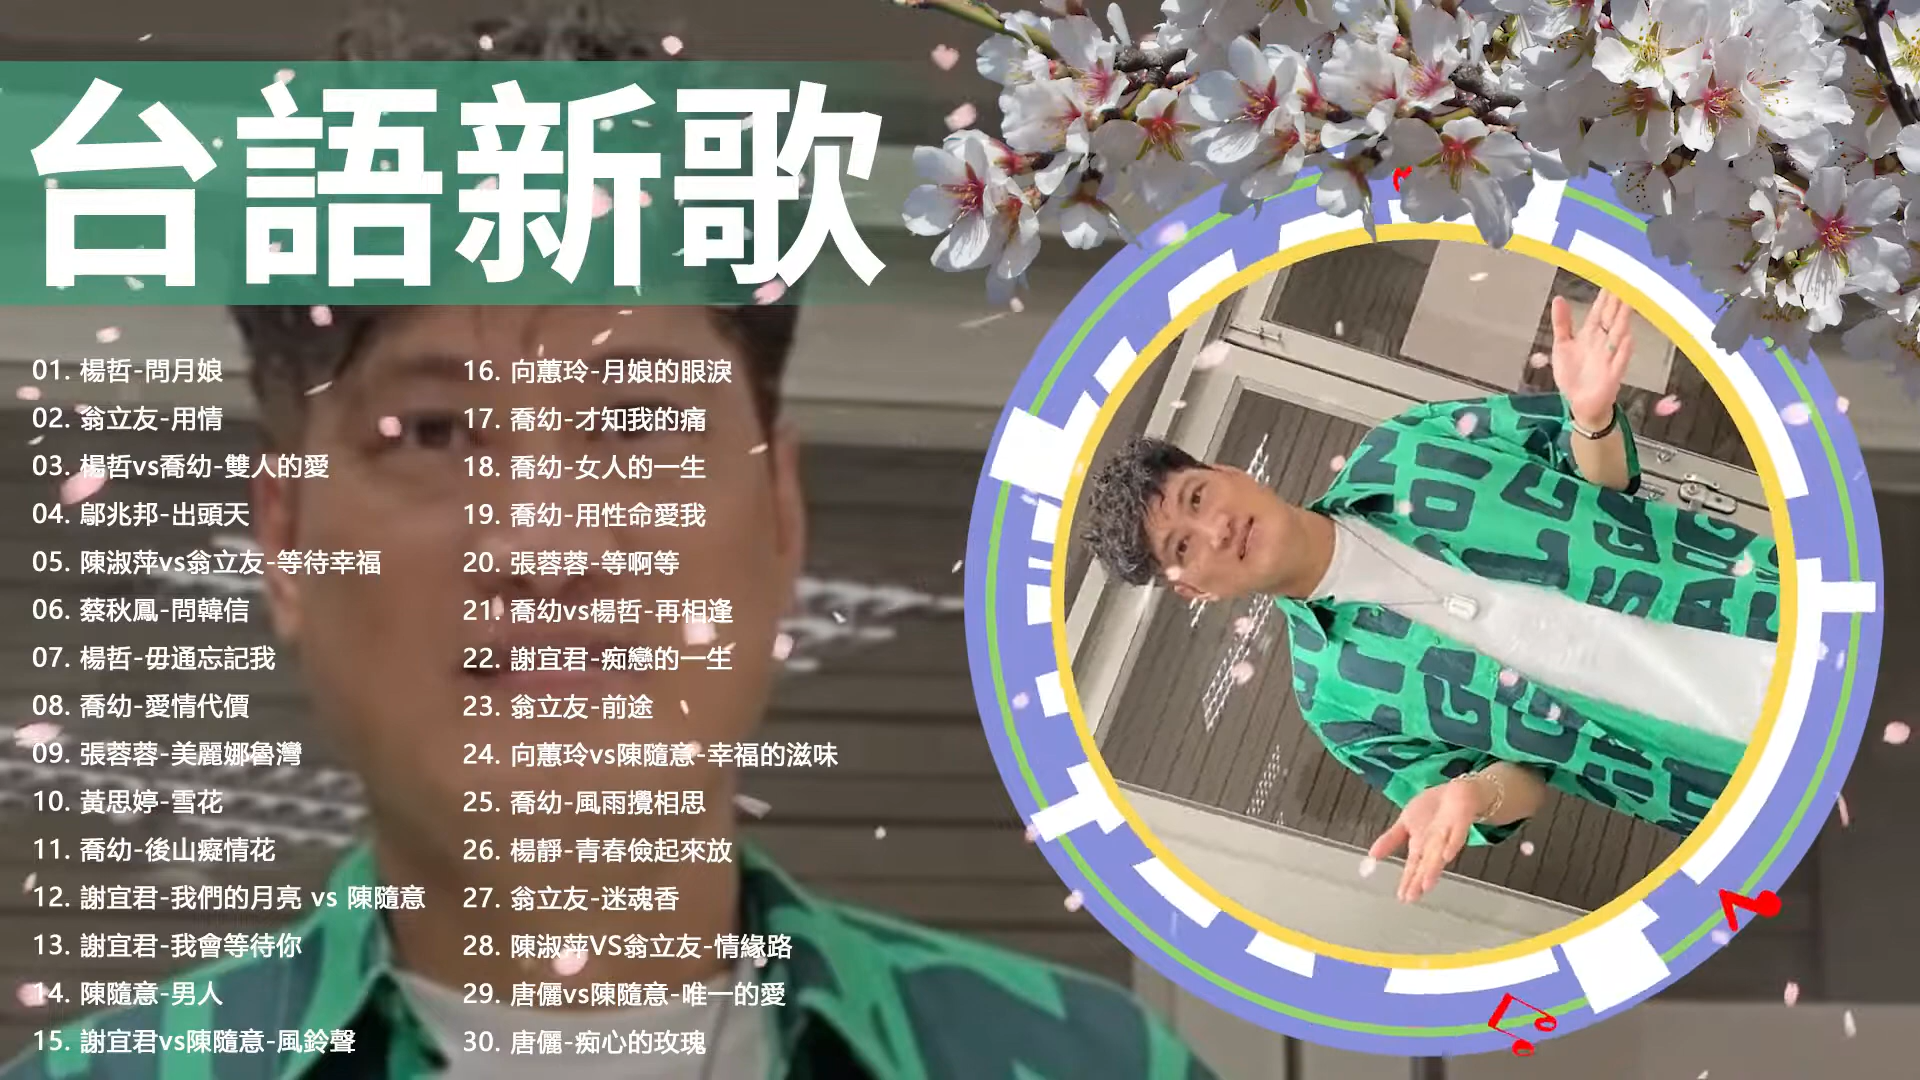 台語新歌
01. 楊哲-問月娘
02. 翁立友-用情
03. 楊哲vs喬幼-雙人的愛
04. 鄔兆邦-出頭天
05. 陳淑萍vs翁立友-等待幸福
06. 蔡秋鳳-問韓信
07. 楊哲-毋通忘記我
08. 喬幼-愛情代價
09. 張蓉蓉-美麗娜魯灣
10. 黃思婷-雪花
11. 喬幼-後山癡情花
12. 謝宜君-我們的月亮 vs 陳隨意
13. 謝宜君-我會等待你
14. 陳隨意-男人
15. 謝宜君vs陳隨意-風鈴聲
16. 向蕙玲-月娘的眼淚
17. 喬幼-才知我的痛
18. 喬幼-女人的一生
19. 喬幼-用性命愛我
20. 張蓉蓉-等啊等
21. 喬幼vs楊哲-再相逢
22. 謝宜君-痴戀的一生
23. 翁立友-前途
24. 向蕙玲vs陳隨意-幸福的滋味
25. 喬幼-風雨攪相思
26. 楊靜-青春儉起來放
27. 翁立友-迷魂香
28. 陳淑萍VS翁立友-情緣路
29. 唐儷vs陳隨意-唯一的愛
30. 唐儷-痴心的玫瑰